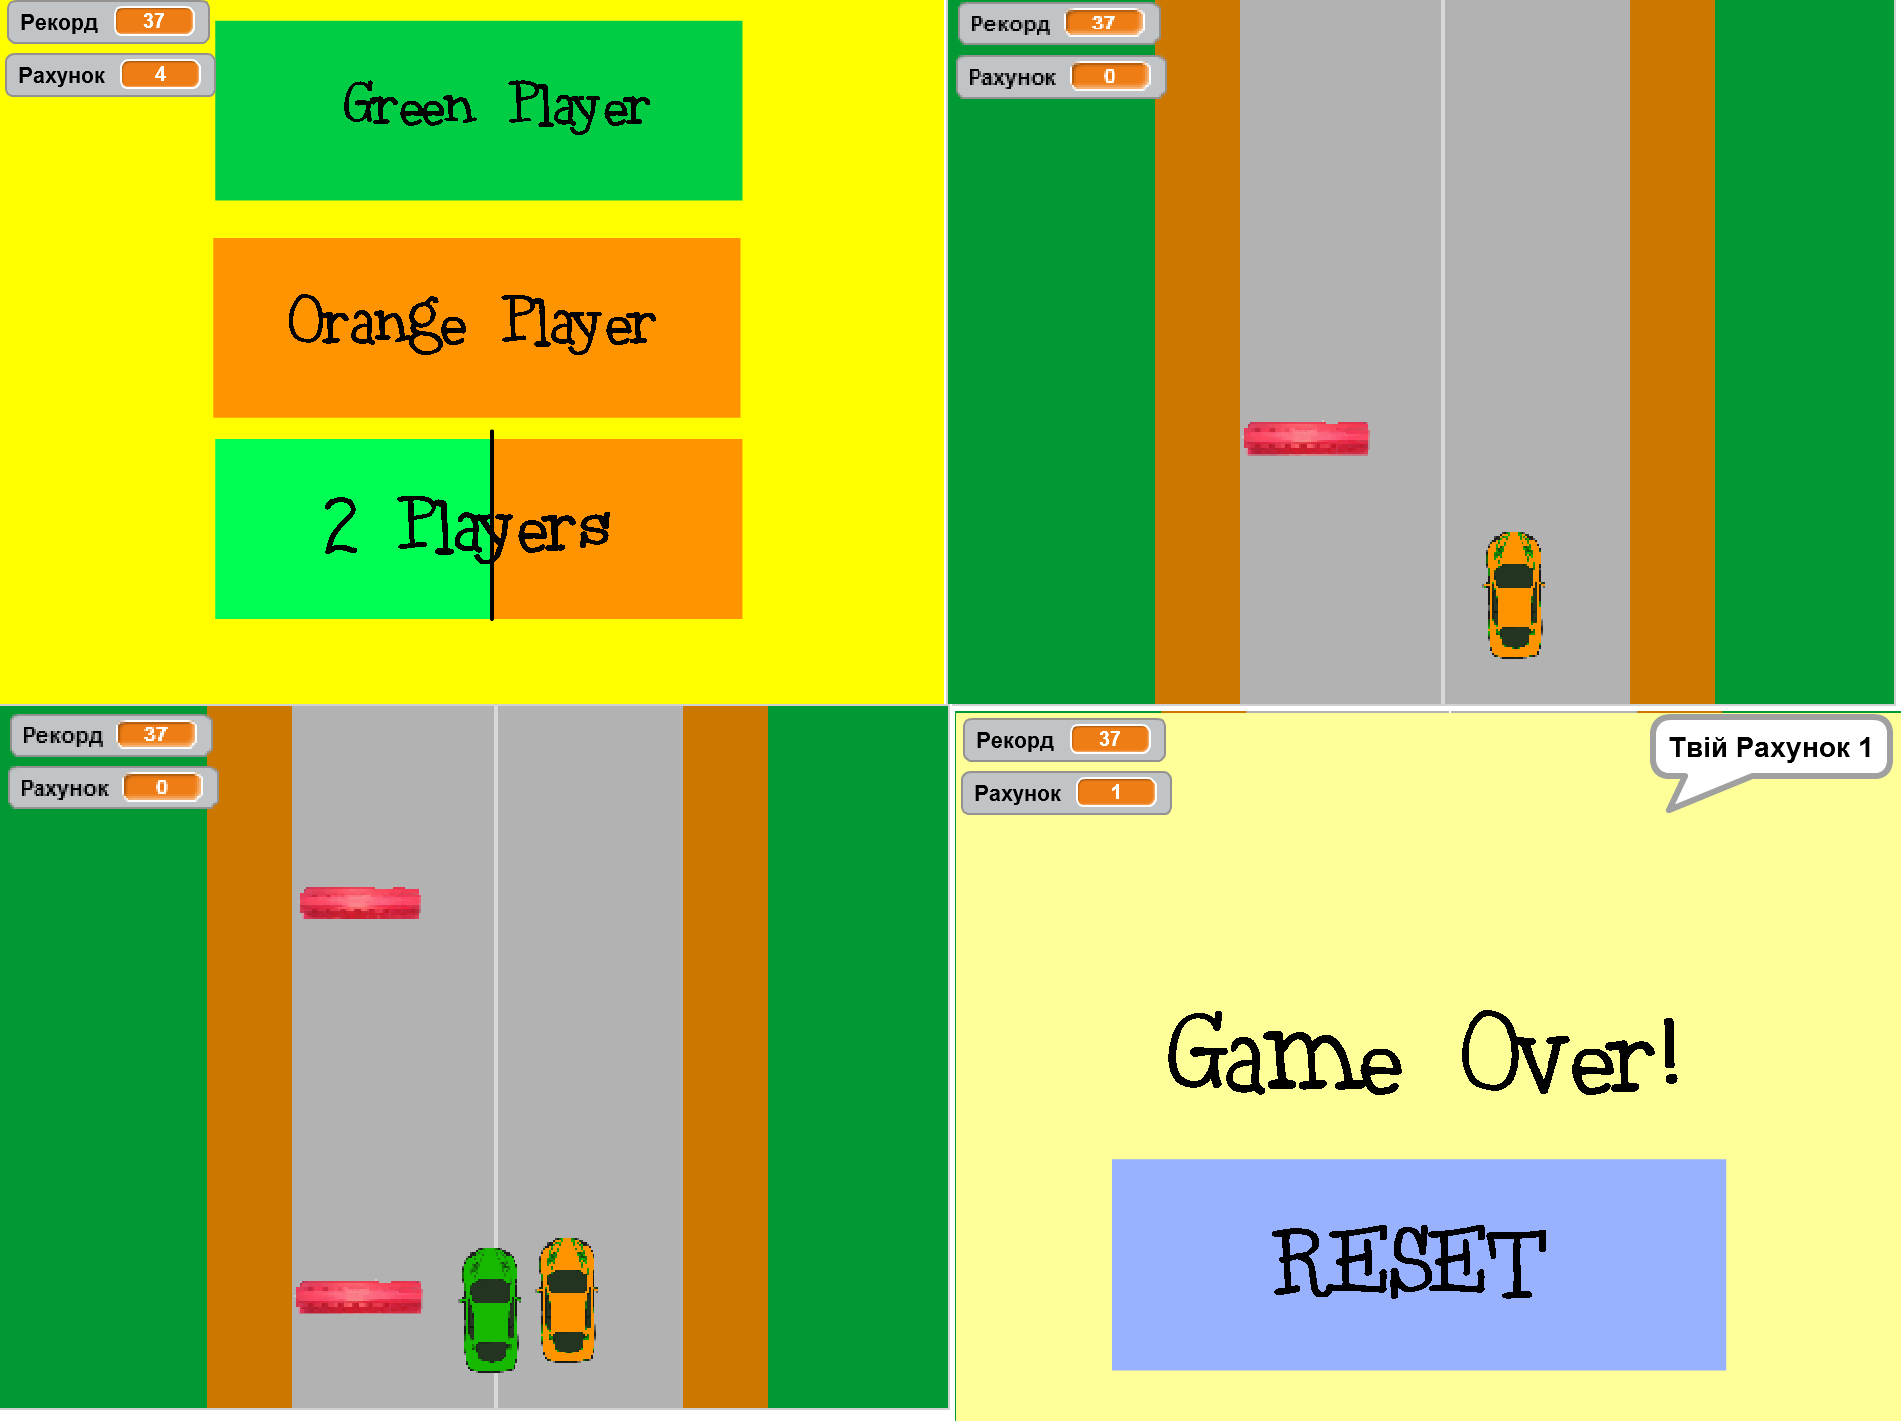 Рекорд 37
Рахунок 4
Green Player
Orange Player
2 Players
Рекорд 37
Рахунок 0
Рекорд 37
Рахунок 0
Рекорд 37
Рахунок 1
Твій Рахунок 1
Game Over!
RESET